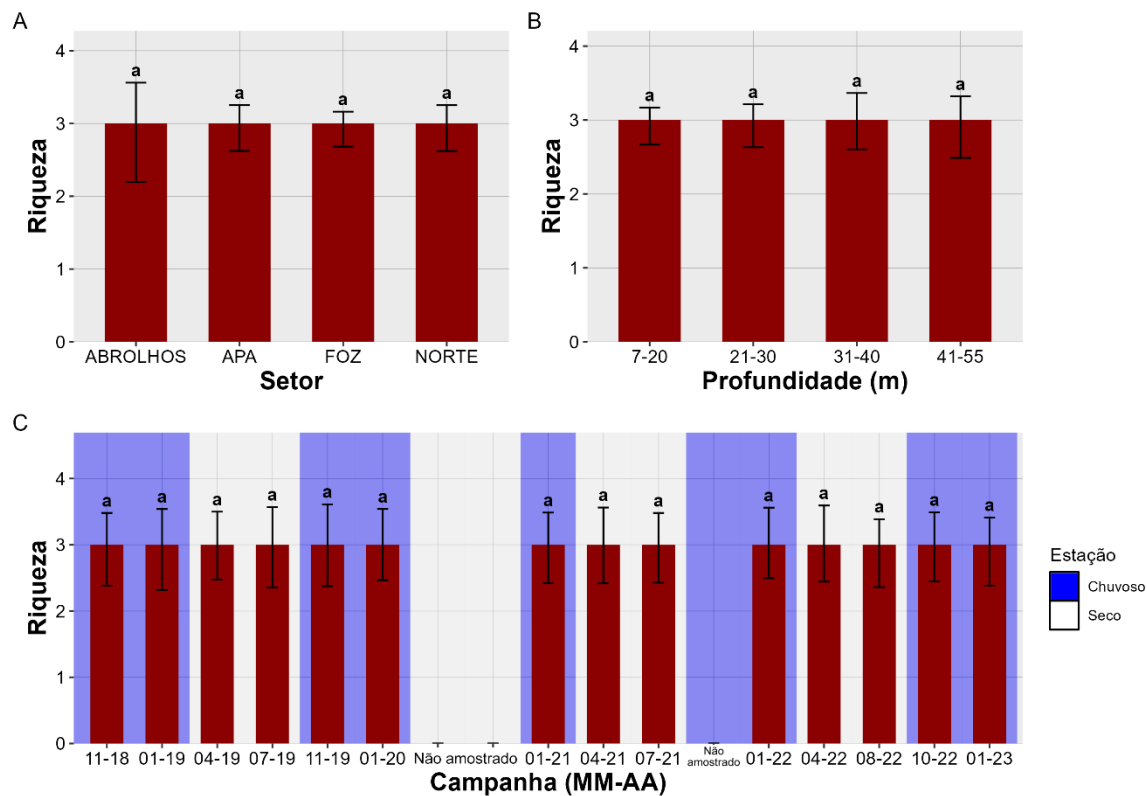 A
Riqueza
4
3
2
1
0
a a a a
ABROLHOS APA FOZ NORTE
Setor
B
Riqueza
4
3
2
1
0
a a a a
7-20 21-30 31-40 41-55
Profundidade (m)
C
Riqueza
4
3
2
1
0
a a a a a a a a a a a a a a
11-18 01-19 04-19 07-19 11-19 01-20 Não amostrado 01-21 04-21 07-21 Não amostrado 01-22 04-22 08-22 10-22 01-23
Campanha (MM-AA)
Estação
Chuvoso
Seco